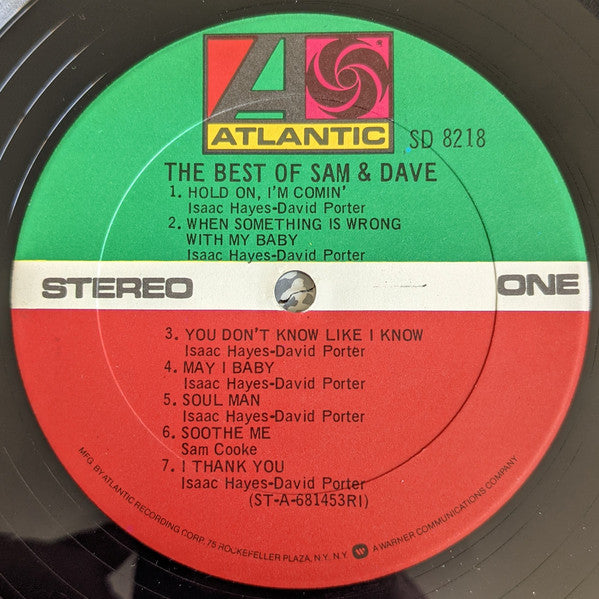 ATLANTIC
SD 8218
THE BEST OF SAM & DAVE
1. HOLD ON, I'M COMIN'
Isaac Hayes-David Porter
2. WHEN SOMETHING IS WRONG
WITH MY BABY
Isaac Hayes-David Porter
STEREO
ONE
3. YOU DON'T KNOW LIKE I KNOW
Isaac Hayes-David Porter
4. MAY I BABY
Isaac Hayes-David Porter
5. SOUL MAN
Isaac Hayes-David Porter
6. SOOTHE ME
Sam Cooke
7. I THANK YOU
Isaac Hayes-David Porter
(ST-A-681453RI)
MFG. BY ATLANTIC RECORDING CORP. 75 ROCKEFELLER PLAZA, N.Y. N.Y. A WARNER COMMUNICATIONS COMPANY